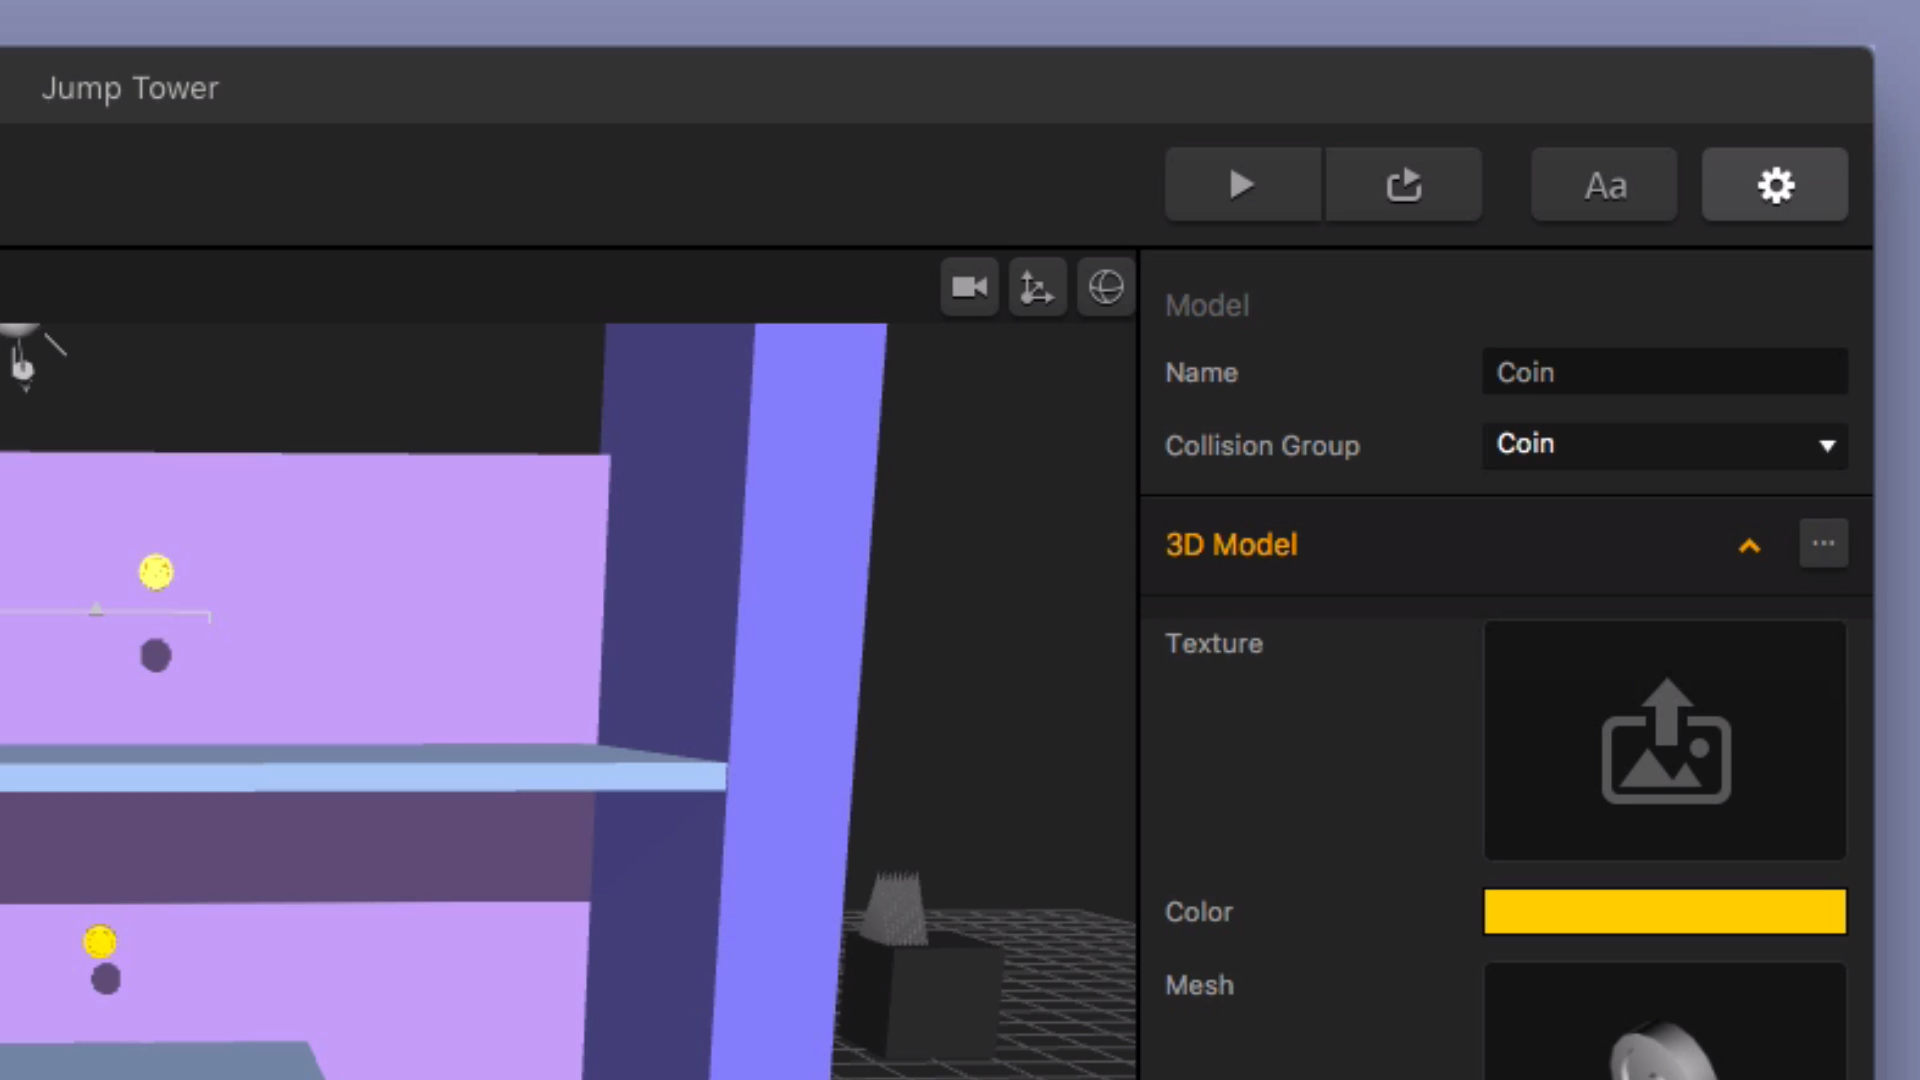 Jump Tower
Aa
Model
Name
Coin
Collision Group
Coin
3D Model
Texture
Color
Mesh